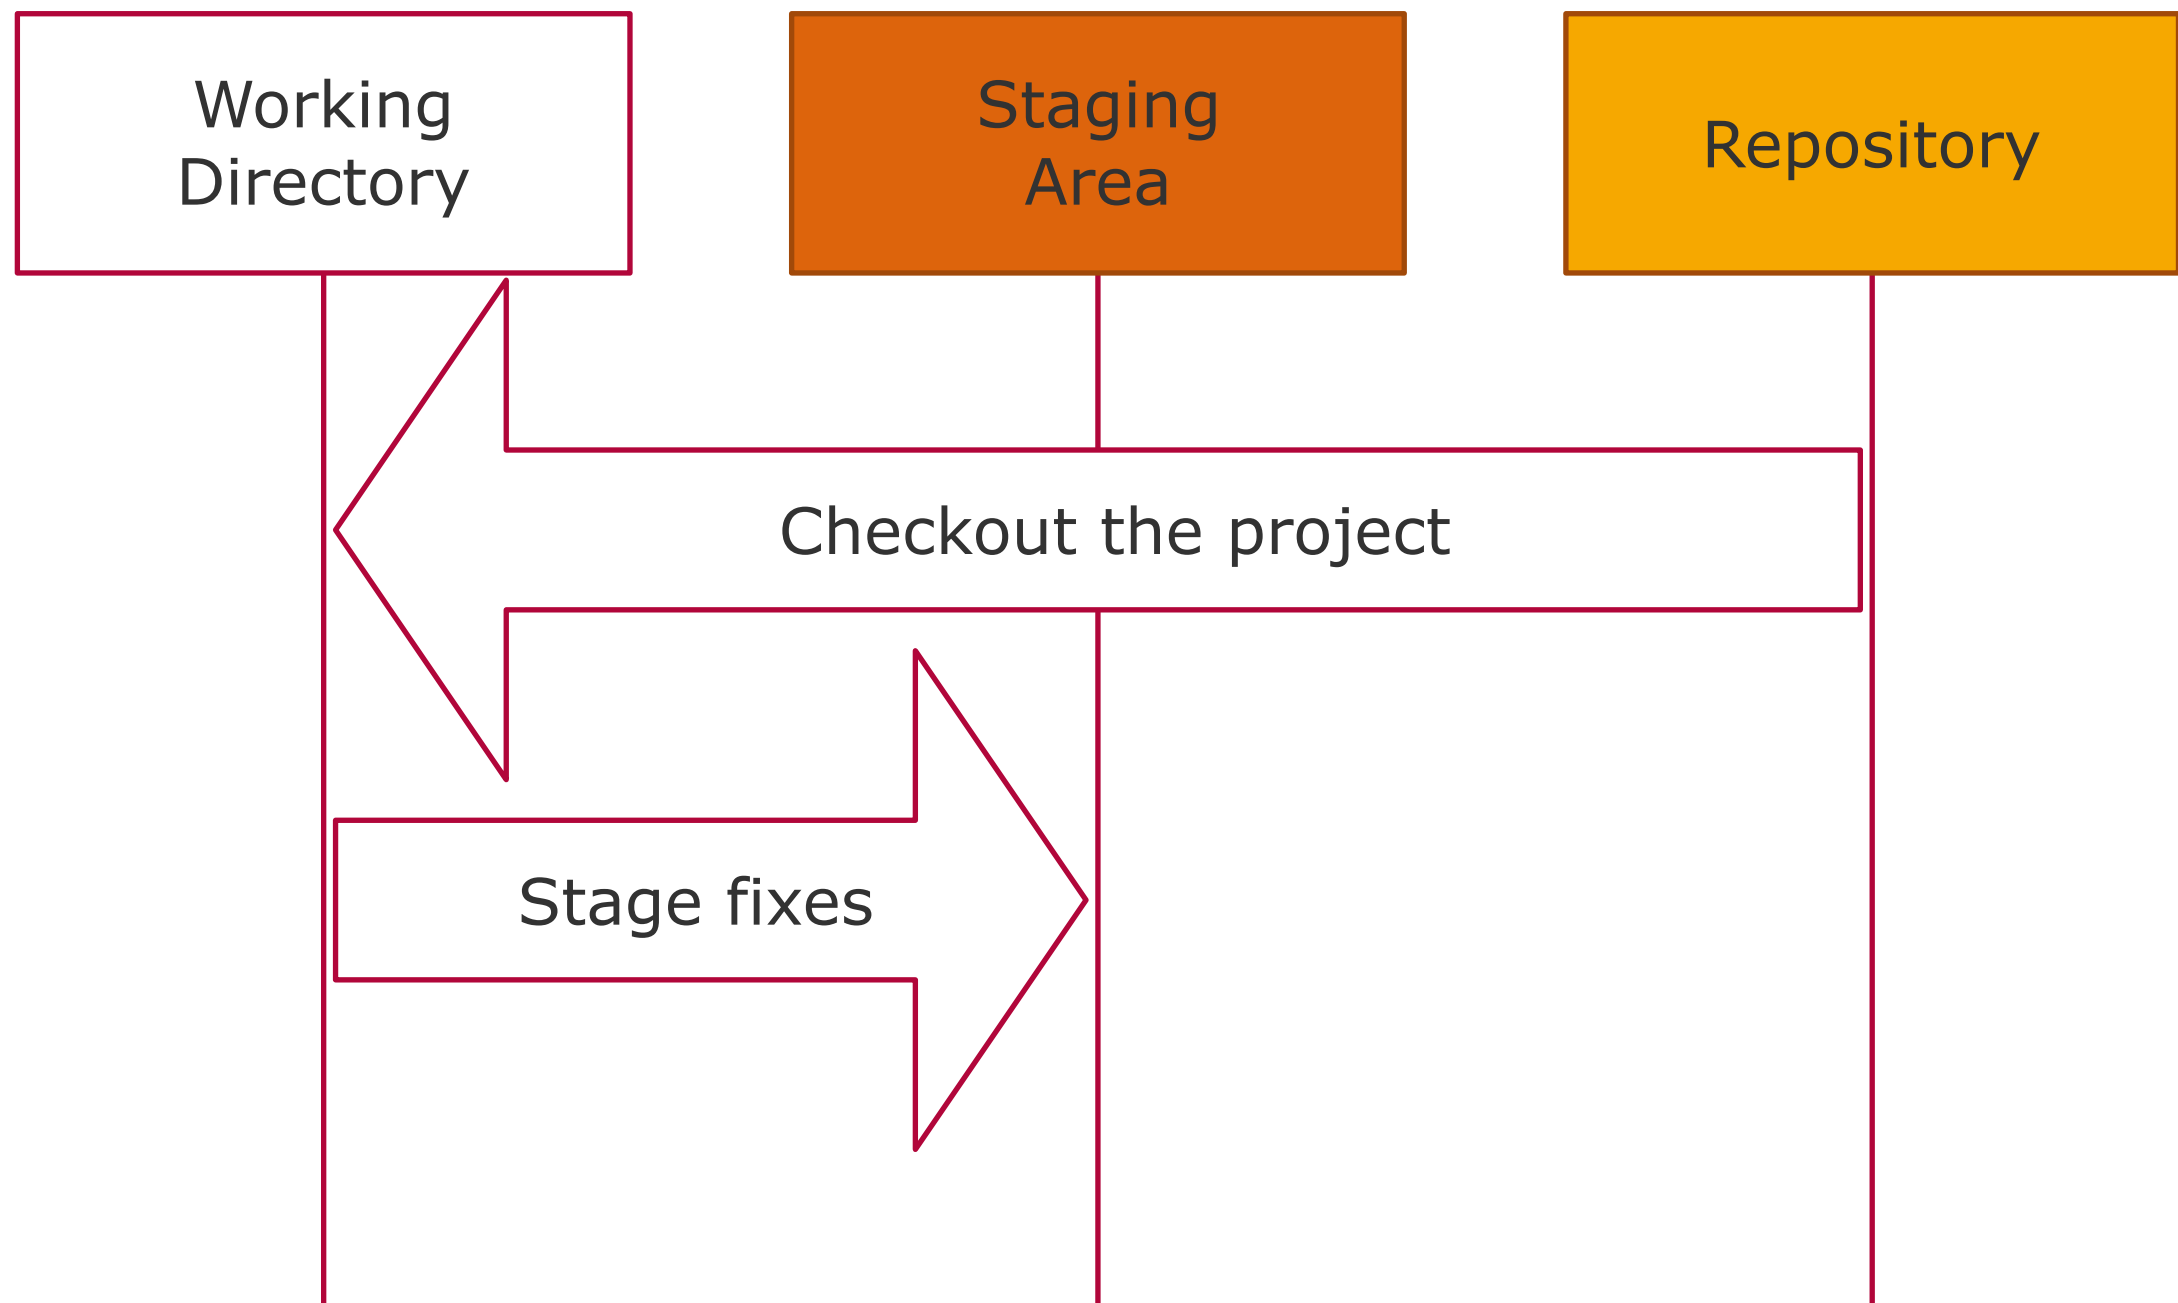 Working
Directory
Staging
Area
Repository
Checkout the project
Stage fixes